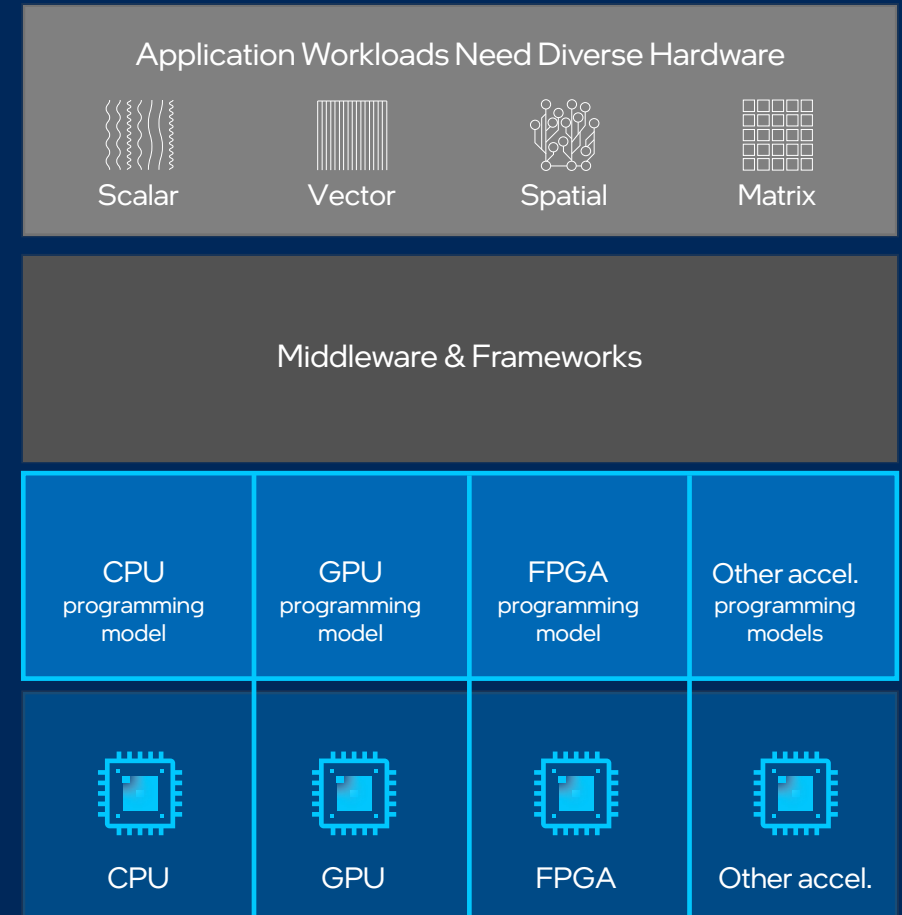 Application Workloads Need Diverse Hardware
Scalar
Vector
Spatial
Matrix
Middleware & Frameworks
CPU
programming
model
GPU
programming
model
FPGA
programming
model
Other accel.
programming
models
CPU
GPU
FPGA
Other accel.